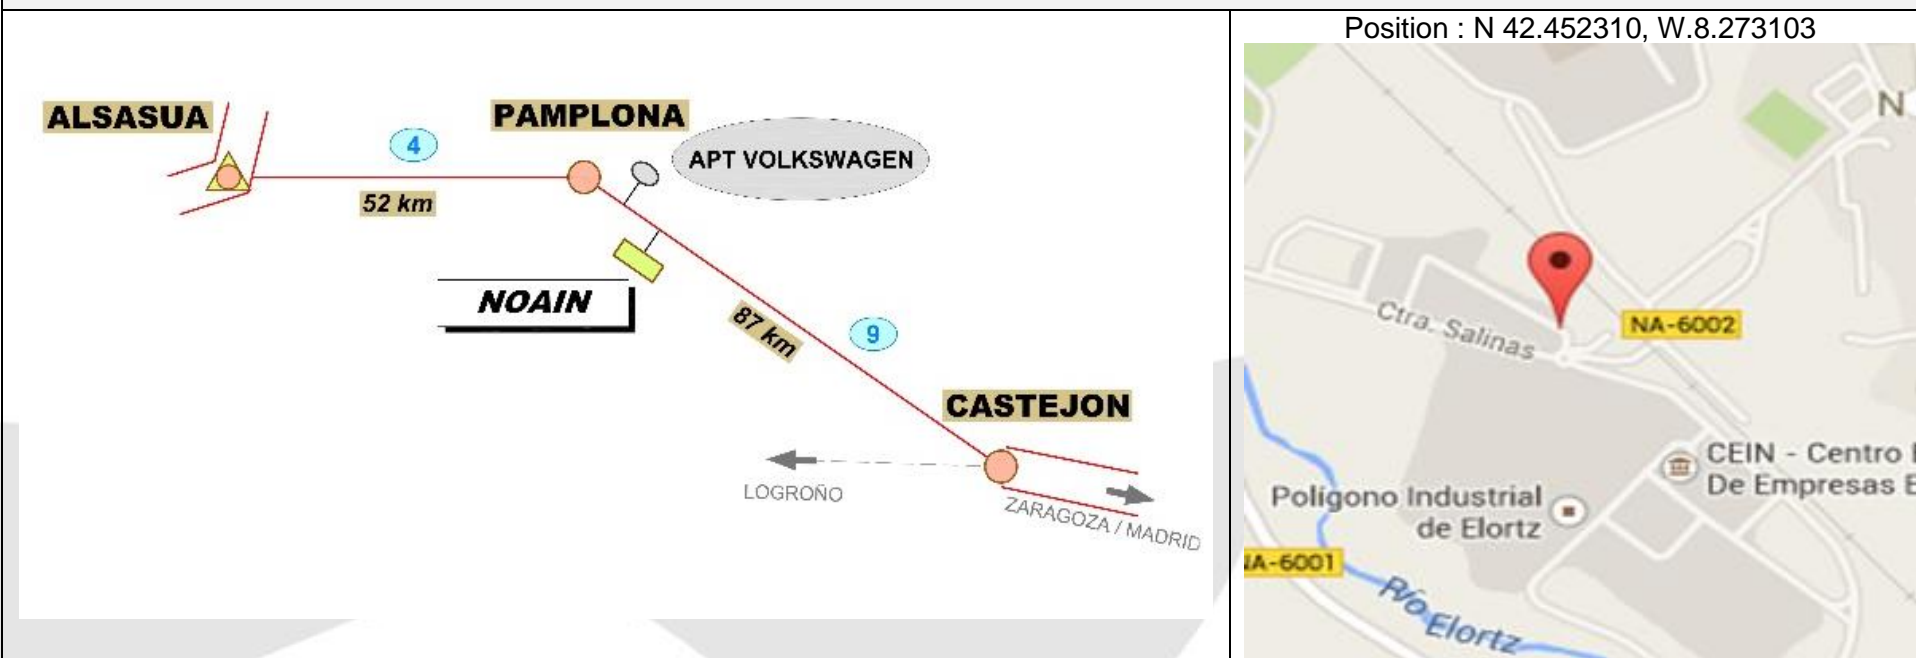 ALSASUA
PAMPLONA
4
52 km
APT VOLKSWAGEN
NOAIN
87 km
9
CASTEJON
LOGROÑO
ZARAGOZA / MADRID
Position : N 42.452310, W.8.273103
N
Ctra. Salinas
NA-6002
CEIN - Centro
De Empresas E
Polígono Industrial
de Elortz
NA-6001
Río Elortz